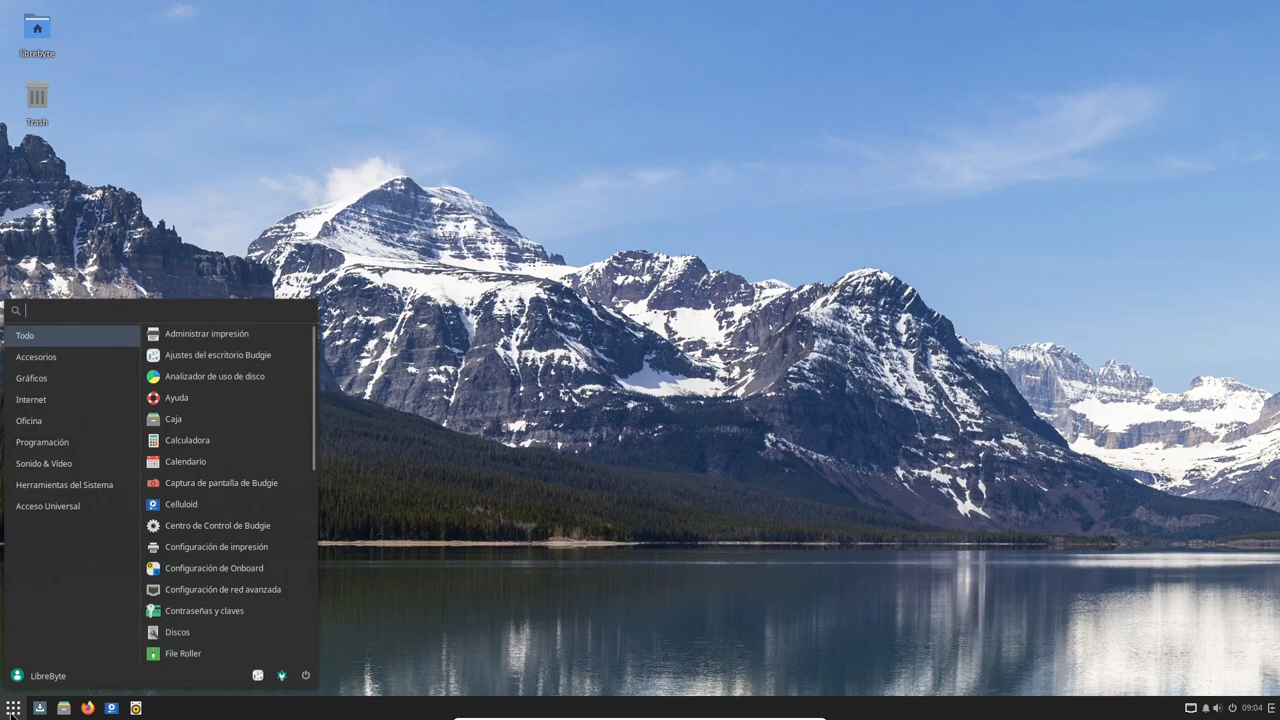 librebyte
Trash
Todo
Accesorios
Gráficos
Internet
Oficina
Programación
Sonido & Vídeo
Herramientas del Sistema
Acceso Universal
Administrar impresión
Ajustes del escritorio Budgie
Analizador de uso de disco
Ayuda
Caja
Calculadora
Calendario
Captura de pantalla de Budgie
Celluloid
Centro de Control de Budgie
Configuración de impresión
Configuración de Onboard
Configuración de red avanzada
Contraseñas y claves
Discos
File Roller
LibreByte
09:04